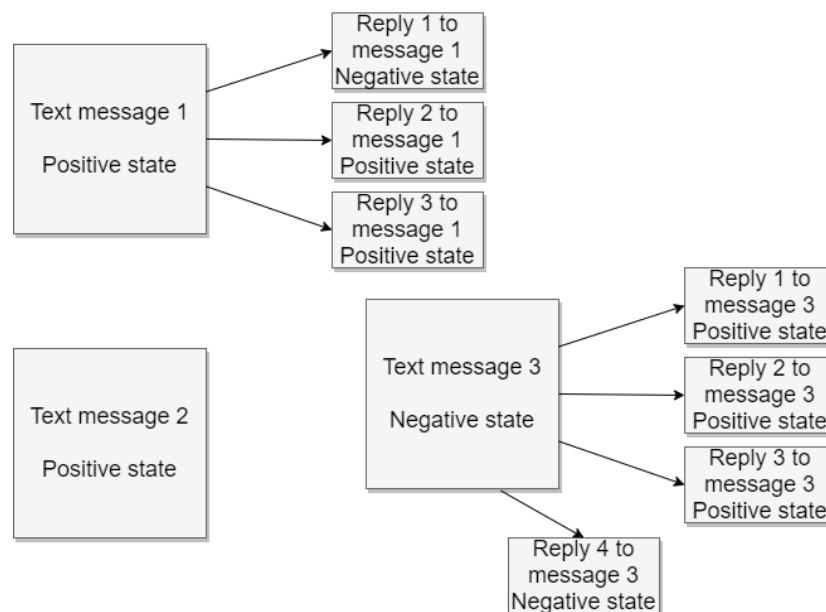 Text message 1
Positive state
Reply 1 to
message 1
Negative state
Reply 2 to
message 1
Positive state
Reply 3 to
message 1
Positive state
Text message 2
Positive state
Text message 3
Negative state
Reply 1 to
message 3
Positive state
Reply 2 to
message 3
Positive state
Reply 3 to
message 3
Positive state
Reply 4 to
message 3
Negative state